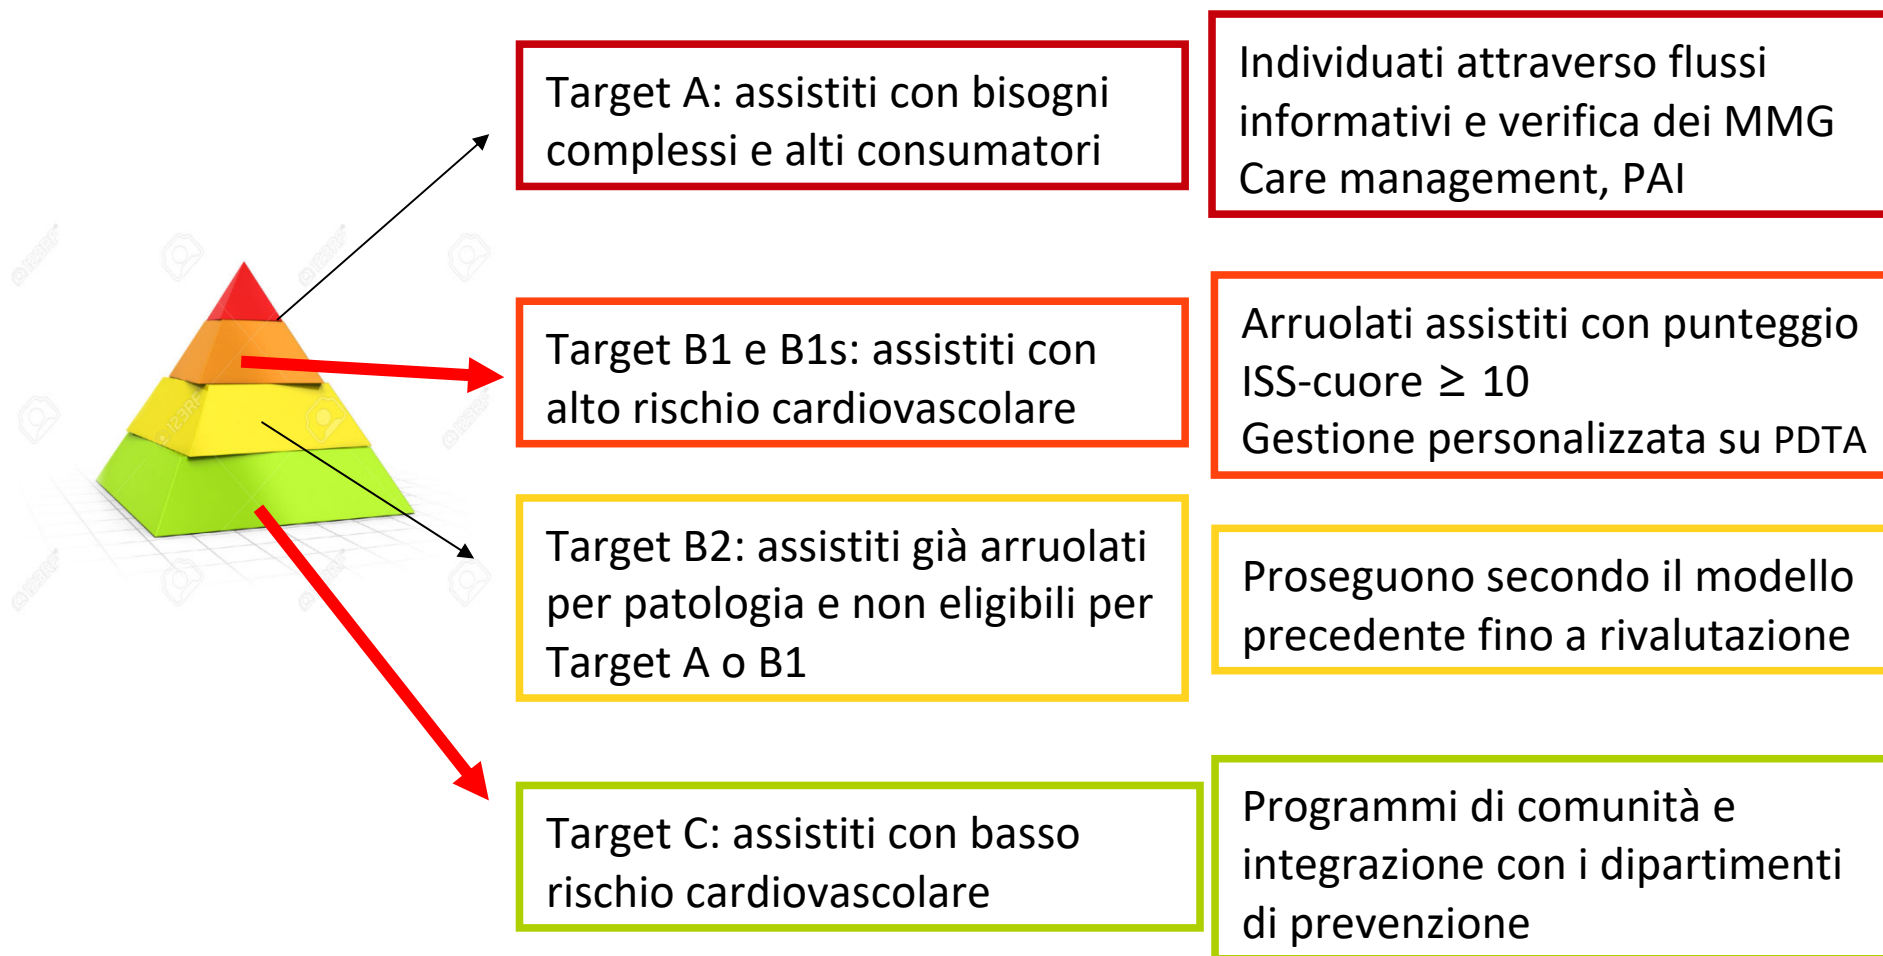 Target A: assistiti con bisogni
complessi e alti consumatori
Individuati attraverso flussi
informativi e verifica dei MMG
Care management, PAI
Target B1 e B1s: assistiti con
alto rischio cardiovascolare
Arruolati assistiti con punteggio
ISS-cuore ≥ 10
Gestione personalizzata su PDTA
Target B2: assistiti già arruolati
per patologia e non eligibili per
Target A o B1
Proseguono secondo il modello
precedente fino a rivalutazione
Target C: assistiti con basso
rischio cardiovascolare
Programmi di comunità e
integrazione con i dipartimenti
di prevenzione